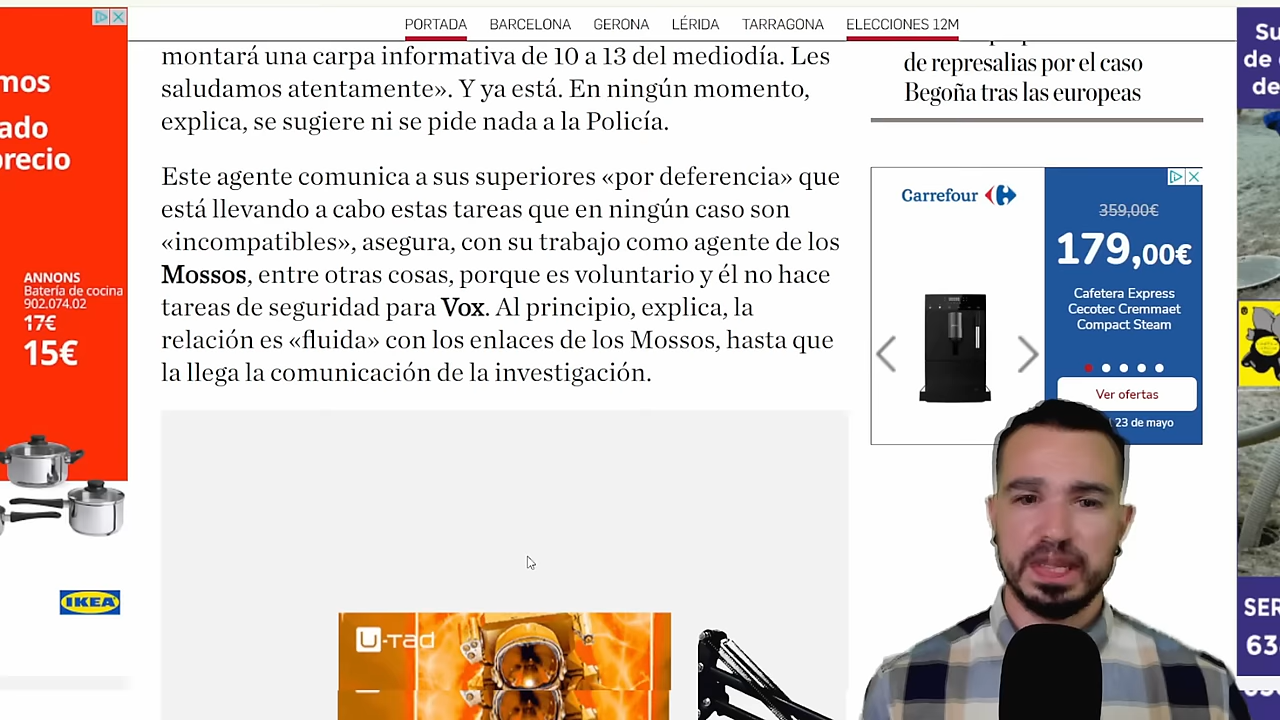 PORTADA BARCELONA GERONA LÉRIDA TARRAGONA ELECCIONES 12M
montará una carpa informativa de 10 a 13 del mediodía. Les
saludamos atentamente». Y ya está. En ningún momento,
explica, se sugiere ni se pide nada a la Policía.
Este agente comunica a sus superiores «por deferencia» que
está llevando a cabo estas tareas que en ningún caso son
«incompatibles», asegura, con su trabajo como agente de los
Mossos, entre otras cosas, porque es voluntario y él no hace
tareas de seguridad para Vox. Al principio, explica, la
relación es «fluida» con los enlaces de los Mossos, hasta que
la llega la comunicación de la investigación.
de represalias por el caso
Begoña tras las europeas
Carrefour
359,00€
179,00€
Cafetera Express
Cecotec Cremmaet
Compact Steam
Ver ofertas
23 de mayo
mos
ado
precio
ANNONS
Batería de cocina
902.074.02
17€
15€
IKEA
U-TAD
Su
de
de
SER
63